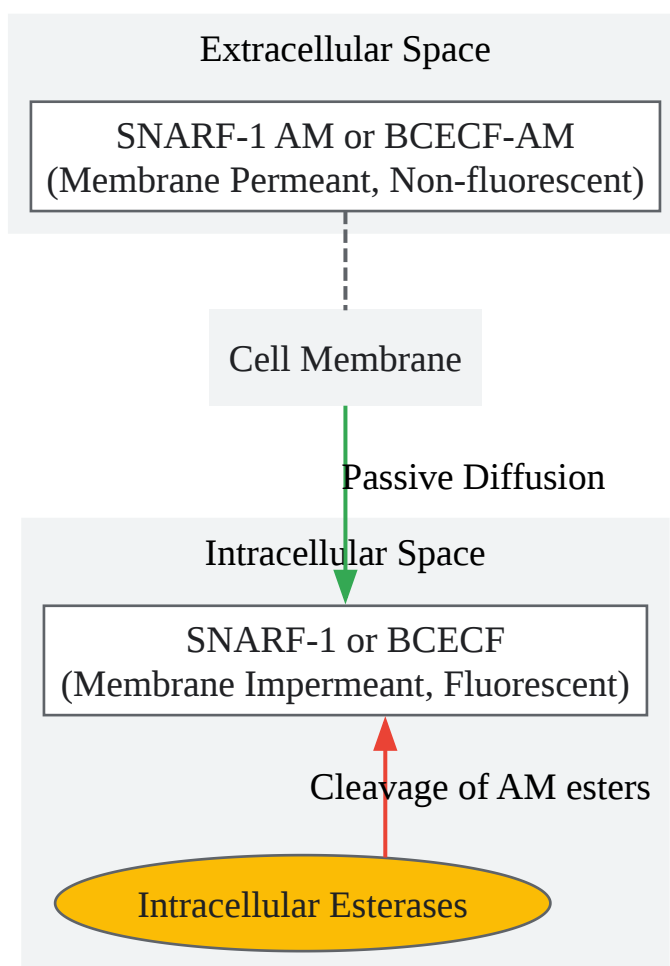 Extracellular Space
SNARF-1 AM or BCECF-AM
(Membrane Permeant, Non-fluorescent)
Cell Membrane
Passive Diffusion
Intracellular Space
SNARF-1 or BCECF
(Membrane Impermeant, Fluorescent)
Cleavage of AM esters
Intracellular Esterases